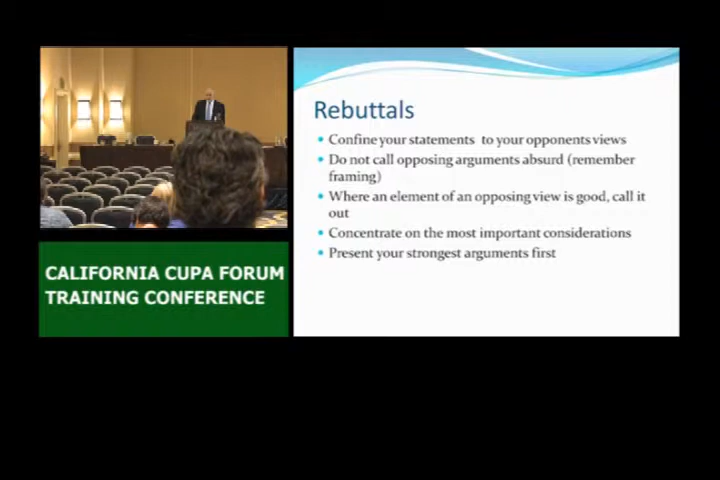 Rebuttals
Confine your statements to your opponents views
Do not call opposing arguments absurd (remember
framing)
Where an element of an opposing view is good, call it
out
Concentrate on the most important considerations
Present your strongest arguments first
CALIFORNIA CUPA FORUM
TRAINING CONFERENCE